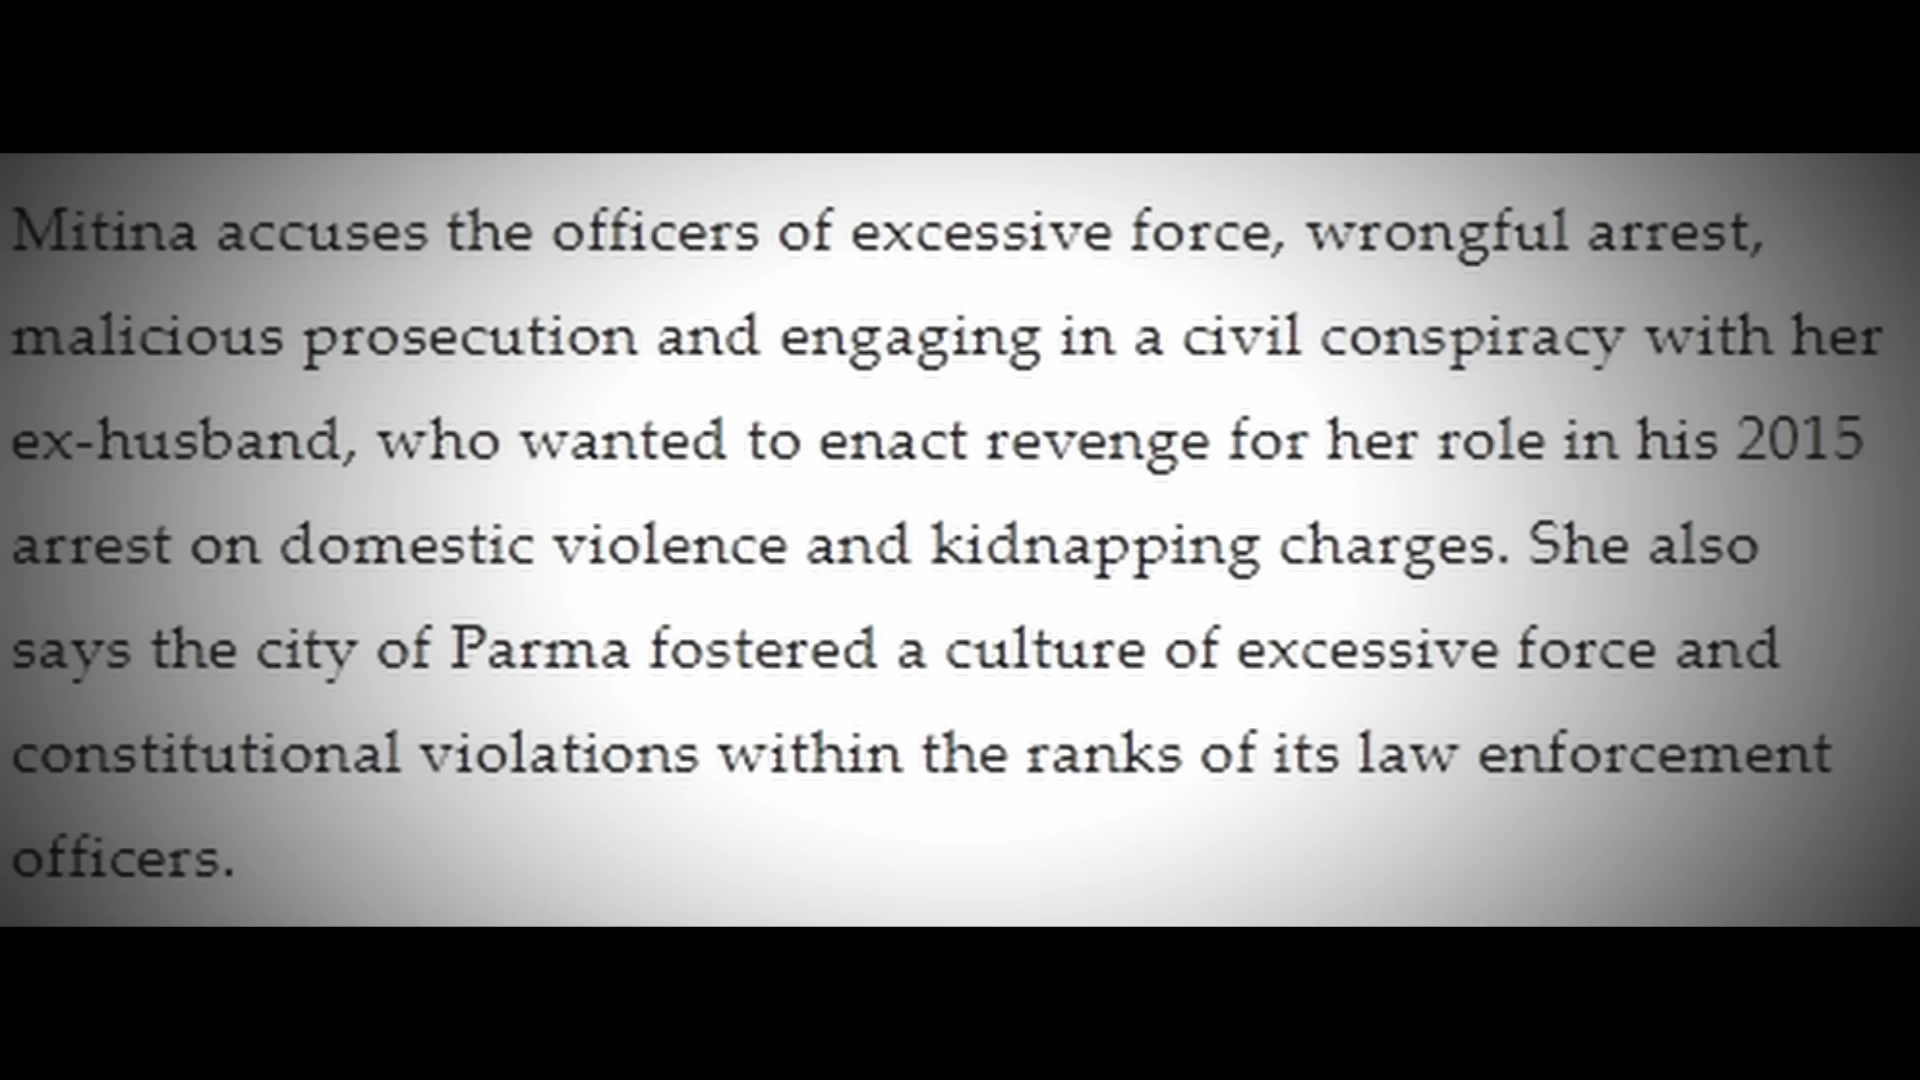 Mitina accuses the officers of excessive force, wrongful arrest,
malicious prosecution and engaging in a civil conspiracy with her
ex-husband, who wanted to enact revenge for her role in his 2015
arrest on domestic violence and kidnapping charges. She also
says the city of Parma fostered a culture of excessive force and
constitutional violations within the ranks of its law enforcement
officers.